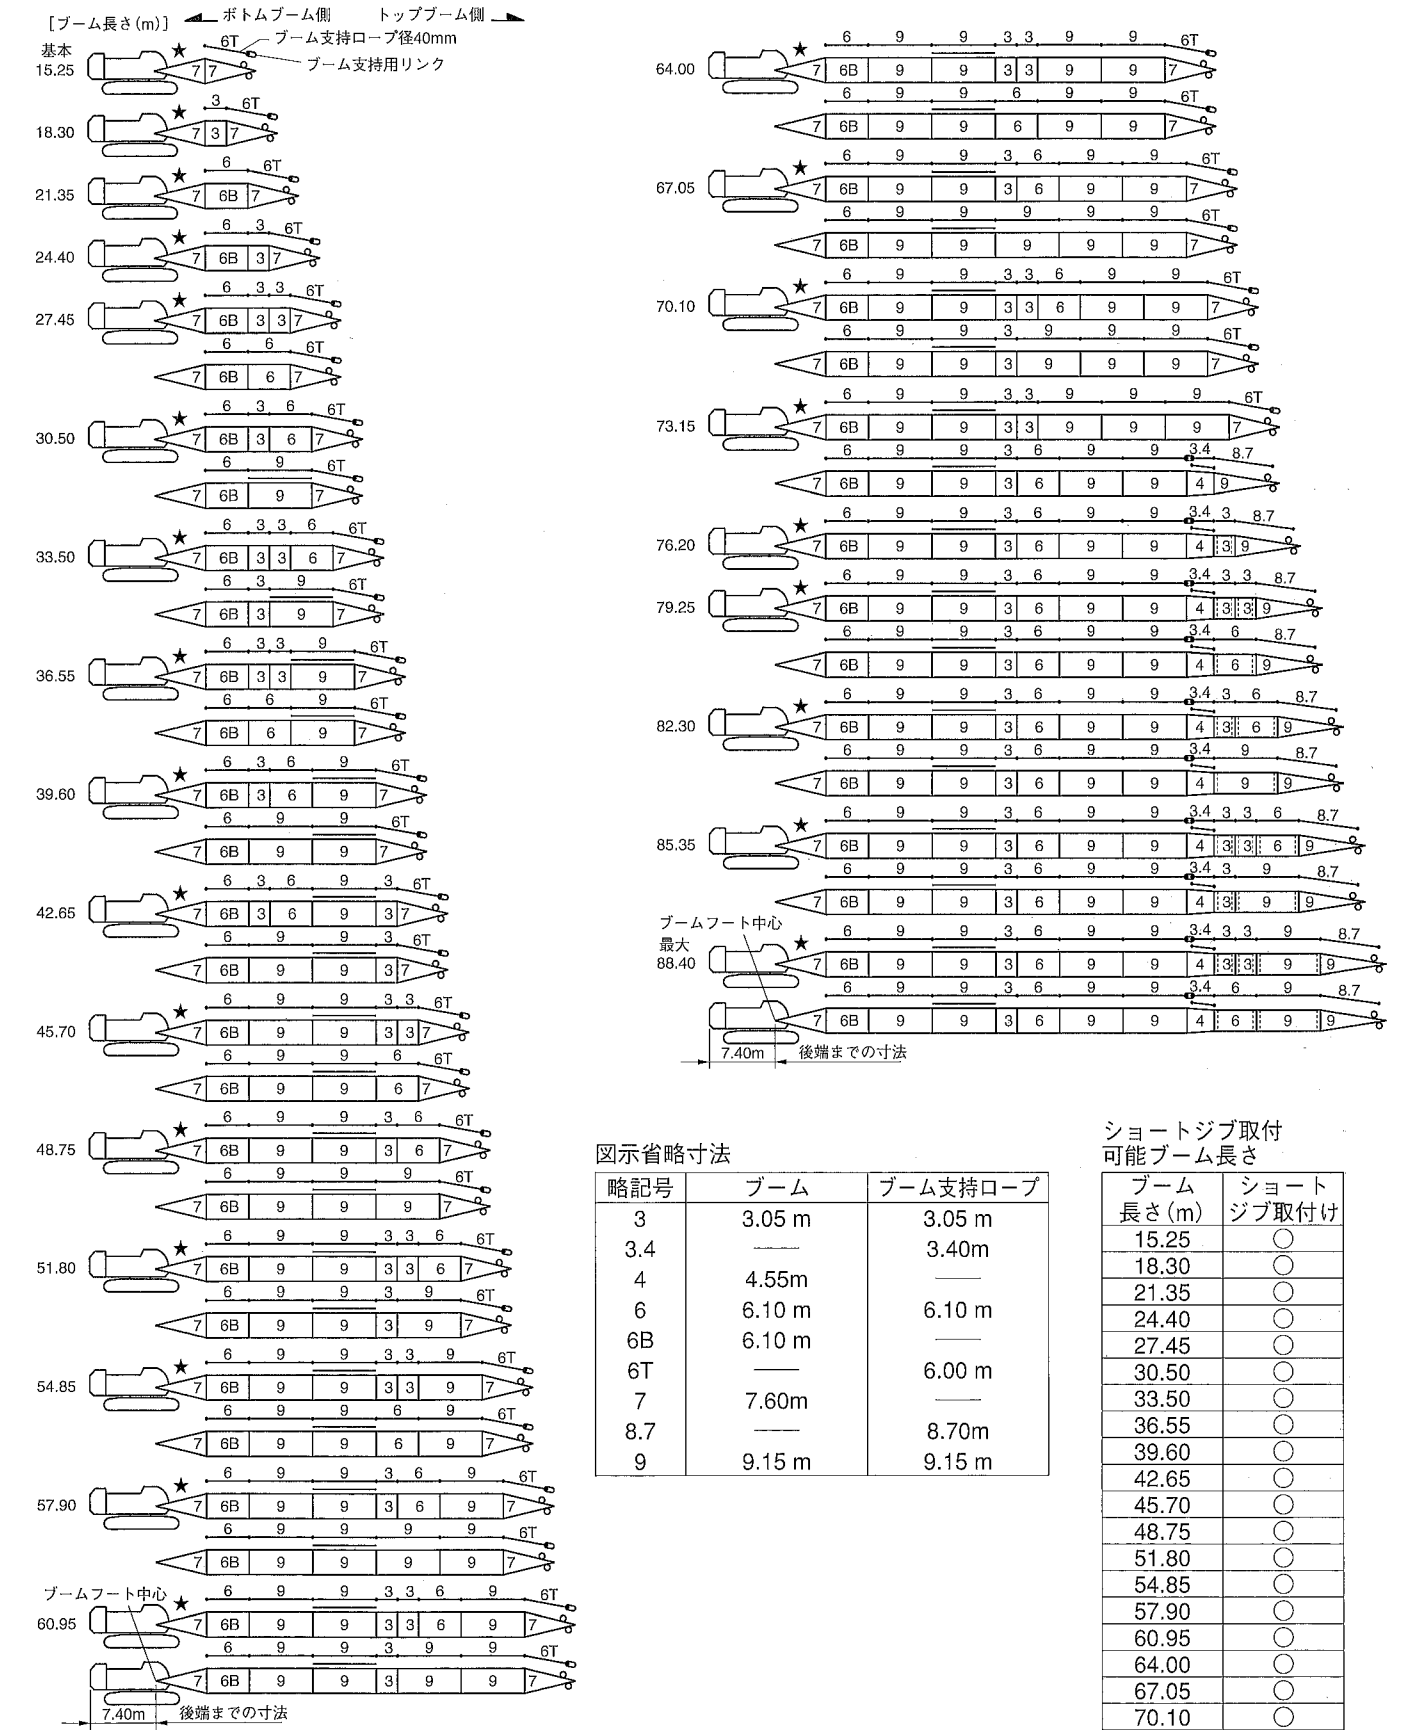 [ブーム長さ(m)] ボトムブーム側 トップブーム側
ブーム支持ロープ径40mm
ブーム支持用リンク
基本
15.25 ★ 6T
7 7
18.30 ★ 3 6T
7 3 7
21.35 ★ 6 6T
7 6B 7
24.40 ★ 6 3 6T
7 6B 3 7
27.45 ★ 6 3 3 6T
7 6B 3 3 7
6 6 6T
7 6B 6 7
30.50 ★ 6 3 6 6T
7 6B 3 6 7
6 9 6T
7 6B 9 7
33.50 ★ 6 3 3 6 6T
7 6B 3 3 6 7
6 3 9 6T
7 6B 3 9 7
36.55 ★ 6 3 3 9 6T
7 6B 3 3 9 7
6 6 9 6T
7 6B 6 9 7
39.60 ★ 6 3 6 9 6T
7 6B 3 6 9 7
6 9 9 6T
7 6B 9 9 7
42.65 ★ 6 3 6 9 3 6T
7 6B 3 6 9 3 7
6 9 9 3 6T
7 6B 9 9 3 7
45.70 ★ 6 9 9 3 3 6T
7 6B 9 9 3 3 7
6 9 9 6 6T
7 6B 9 9 6 7
48.75 ★ 6 9 9 3 6 6T
7 6B 9 9 3 6 7
6 9 9 9 6T
7 6B 9 9 9 7
51.80 ★ 6 9 9 3 3 6 6T
7 6B 9 9 3 3 6 7
6 9 9 3 9 6T
7 6B 9 9 3 9 7
54.85 ★ 6 9 9 3 3 9 6T
7 6B 9 9 3 3 9 7
6 9 9 6 9 6T
7 6B 9 9 6 9 7
57.90 ★ 6 9 9 3 6 9 6T
7 6B 9 9 3 6 9 7
6 9 9 9 9 6T
7 6B 9 9 9 9 7
ブームフート中心
60.95 ★ 6 9 9 3 3 6 9 6T
7 6B 9 9 3 3 6 9 7
6 9 9 3 9 9 6T
7 6B 9 9 3 9 9 7
7.40m 後端までの寸法
64.00 ★ 6 9 9 3 3 9 9 6T
7 6B 9 9 3 3 9 9 7
6 9 9 6 9 9 6T
7 6B 9 9 6 9 9 7
67.05 ★ 6 9 9 3 6 9 9 6T
7 6B 9 9 3 6 9 9 7
6 9 9 9 9 9 6T
7 6B 9 9 9 9 9 7
70.10 ★ 6 9 9 3 3 6 9 9 6T
7 6B 9 9 3 3 6 9 9 7
6 9 9 3 9 9 9 6T
7 6B 9 9 3 9 9 9 7
73.15 ★ 6 9 9 3 3 9 9 9 6T
7 6B 9 9 3 3 9 9 9 7
6 9 9 3 6 9 9 3.4 8.7
7 6B 9 9 3 6 9 9 4 9
76.20 ★ 6 9 9 3 6 9 9 3.4 3 8.7
7 6B 9 9 3 6 9 9 4 3 9
79.25 ★ 6 9 9 3 6 9 9 3.4 3 3 8.7
7 6B 9 9 3 6 9 9 4 3 3 9
6 9 9 3 6 9 9 3.4 6 8.7
7 6B 9 9 3 6 9 9 4 6 9
82.30 ★ 6 9 9 3 6 9 9 3.4 3 6 8.7
7 6B 9 9 3 6 9 9 4 3 6 9
6 9 9 3 6 9 9 3.4 9 8.7
7 6B 9 9 3 6 9 9 4 9 9
85.35 ★ 6 9 9 3 6 9 9 3.4 3 3 6 8.7
7 6B 9 9 3 6 9 9 4 3 3 6 9
6 9 9 3 6 9 9 3.4 3 9 8.7
7 6B 9 9 3 6 9 9 4 3 9 9
ブームフート中心
最大
88.40 ★ 6 9 9 3 6 9 9 3.4 3 3 9 8.7
7 6B 9 9 3 6 9 9 4 3 3 9 9
6 9 9 3 6 9 9 3.4 6 9 8.7
7 6B 9 9 3 6 9 9 4 6 9 9
7.40m 後端までの寸法
図示省略寸法
略記号 ブーム ブーム支持ロープ
3 3.05 m 3.05 m
3.4 — 3.40m
4 4.55m —
6 6.10 m 6.10 m
6B 6.10 m —
6T — 6.00 m
7 7.60m —
8.7 — 8.70m
9 9.15 m 9.15 m
ショートジブ取付
可能ブーム長さ
ブーム ショート
長さ(m) ジブ取付け
15.25 ○
18.30 ○
21.35 ○
24.40 ○
27.45 ○
30.50 ○
33.50 ○
36.55 ○
39.60 ○
42.65 ○
45.70 ○
48.75 ○
51.80 ○
54.85 ○
57.90 ○
60.95 ○
64.00 ○
67.05 ○
70.10 ○